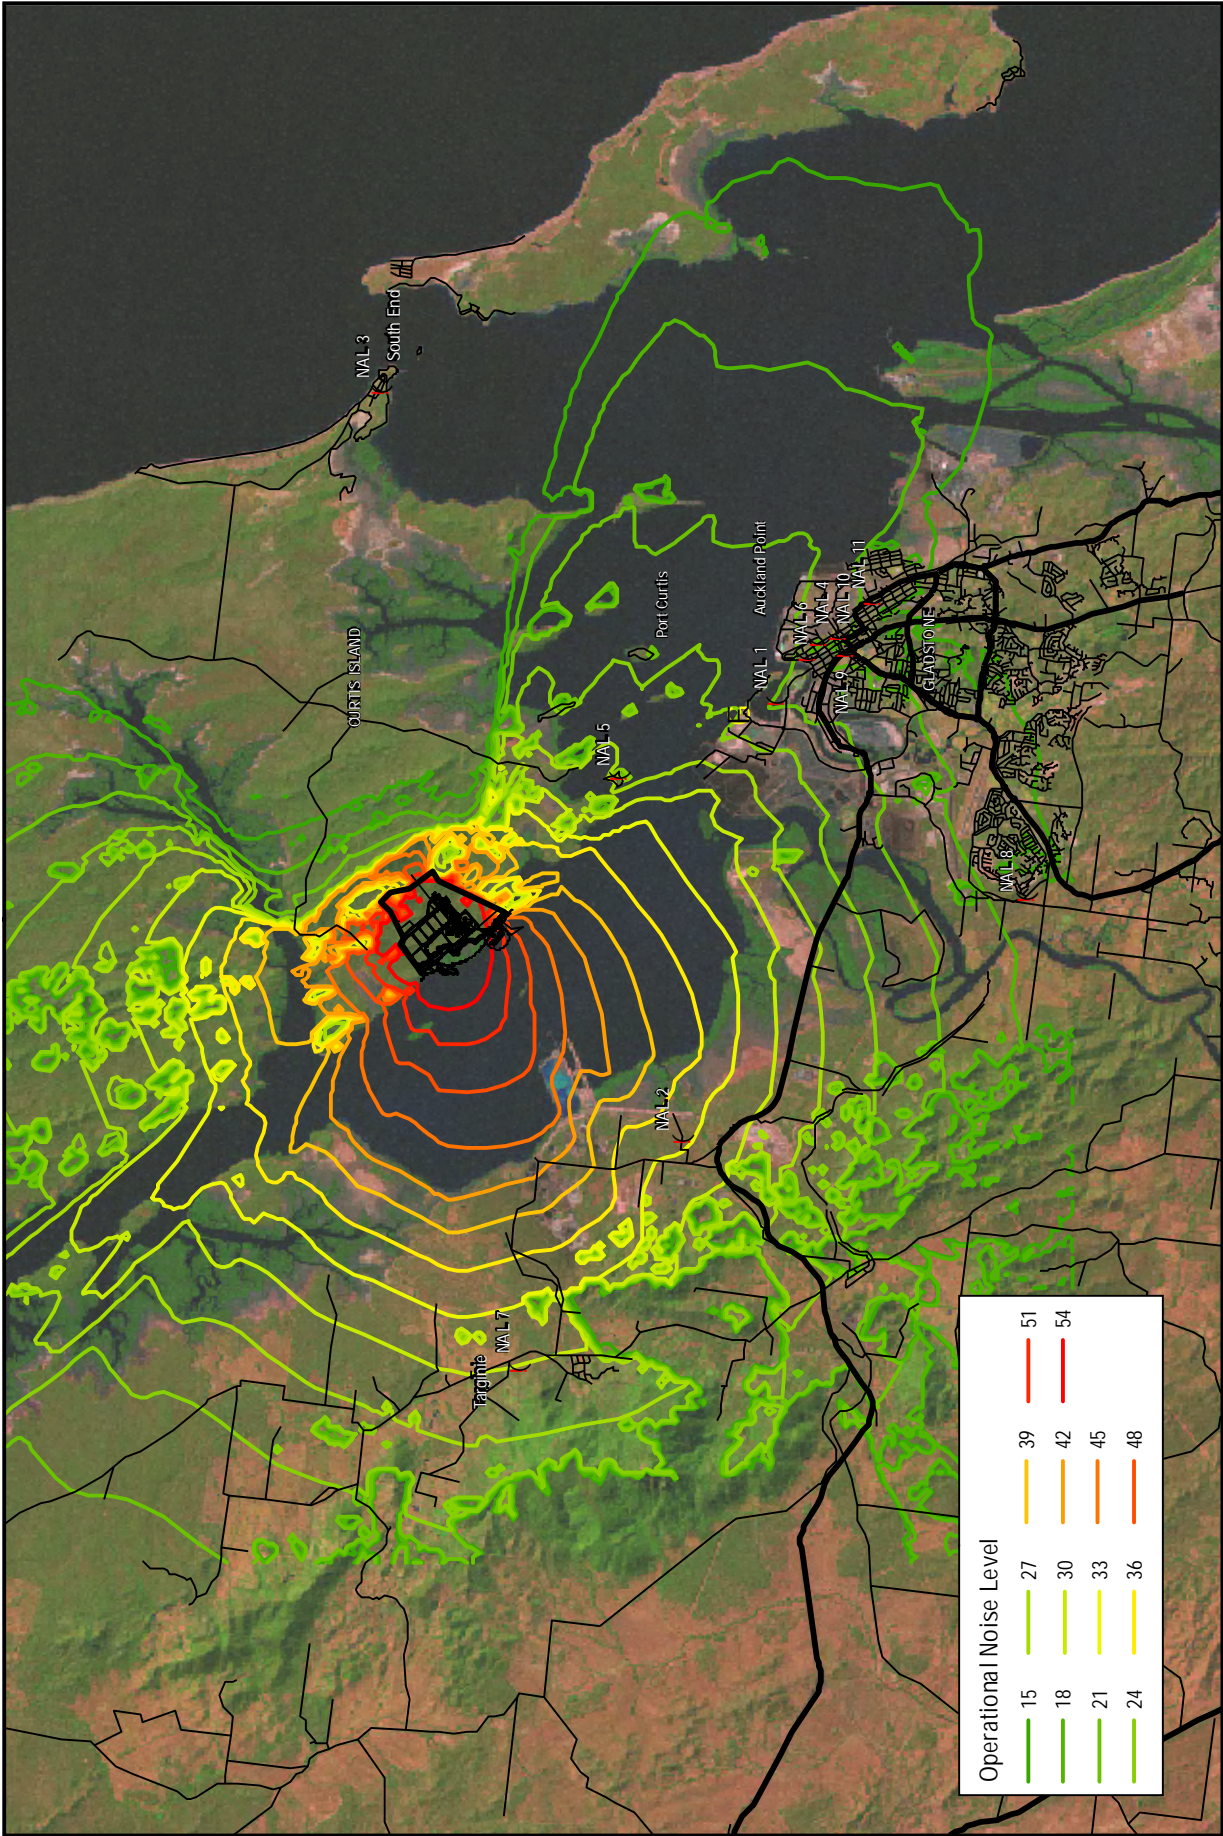 NAL 3
South End
CURTIS ISLAND
Port Curtis
Auckland Point
NAL 11
NAL 4
NAL 10
NAL 6
NAL 1
NAL 9
GLADSTONE
NAL 5
NAL 8
NAL 2
NAL 7
Targinie
Operational Noise Level
15 27 39 51
18 30 42 54
21 33 45
24 36 48